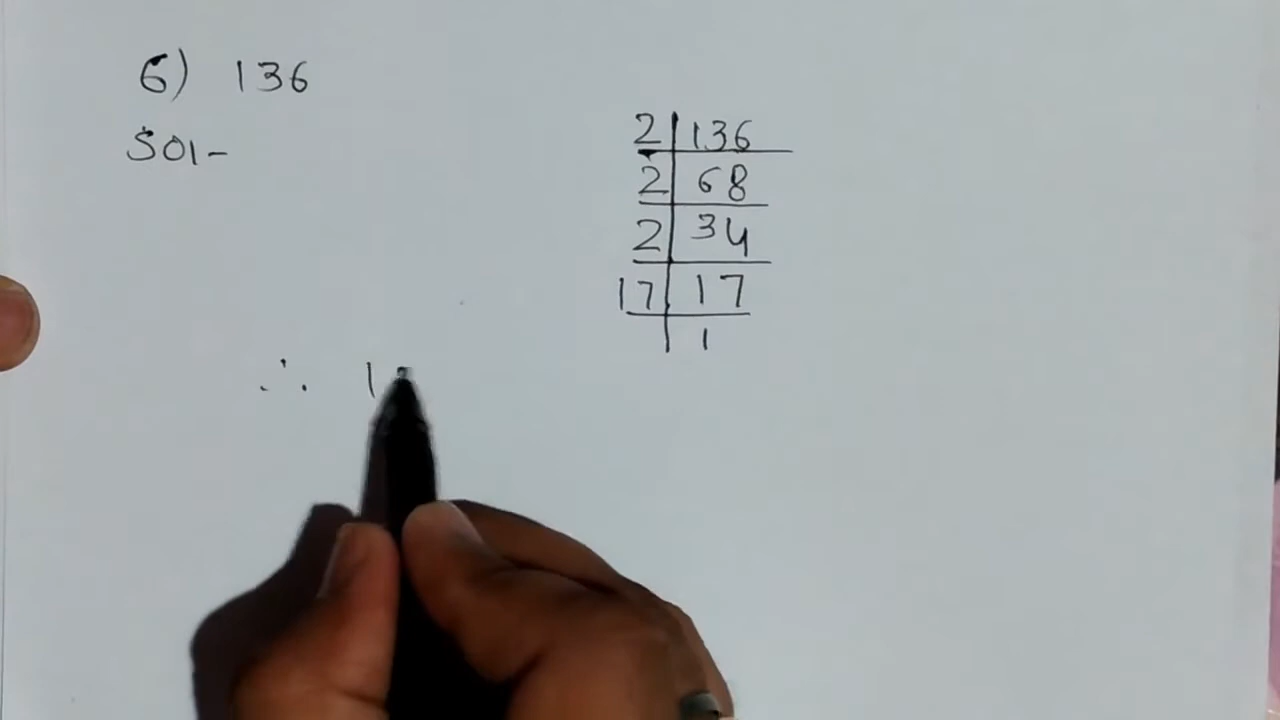 6) 136
Sol-
2 | 136
2 | 68
2 | 34
17 | 17
1
∴ 1